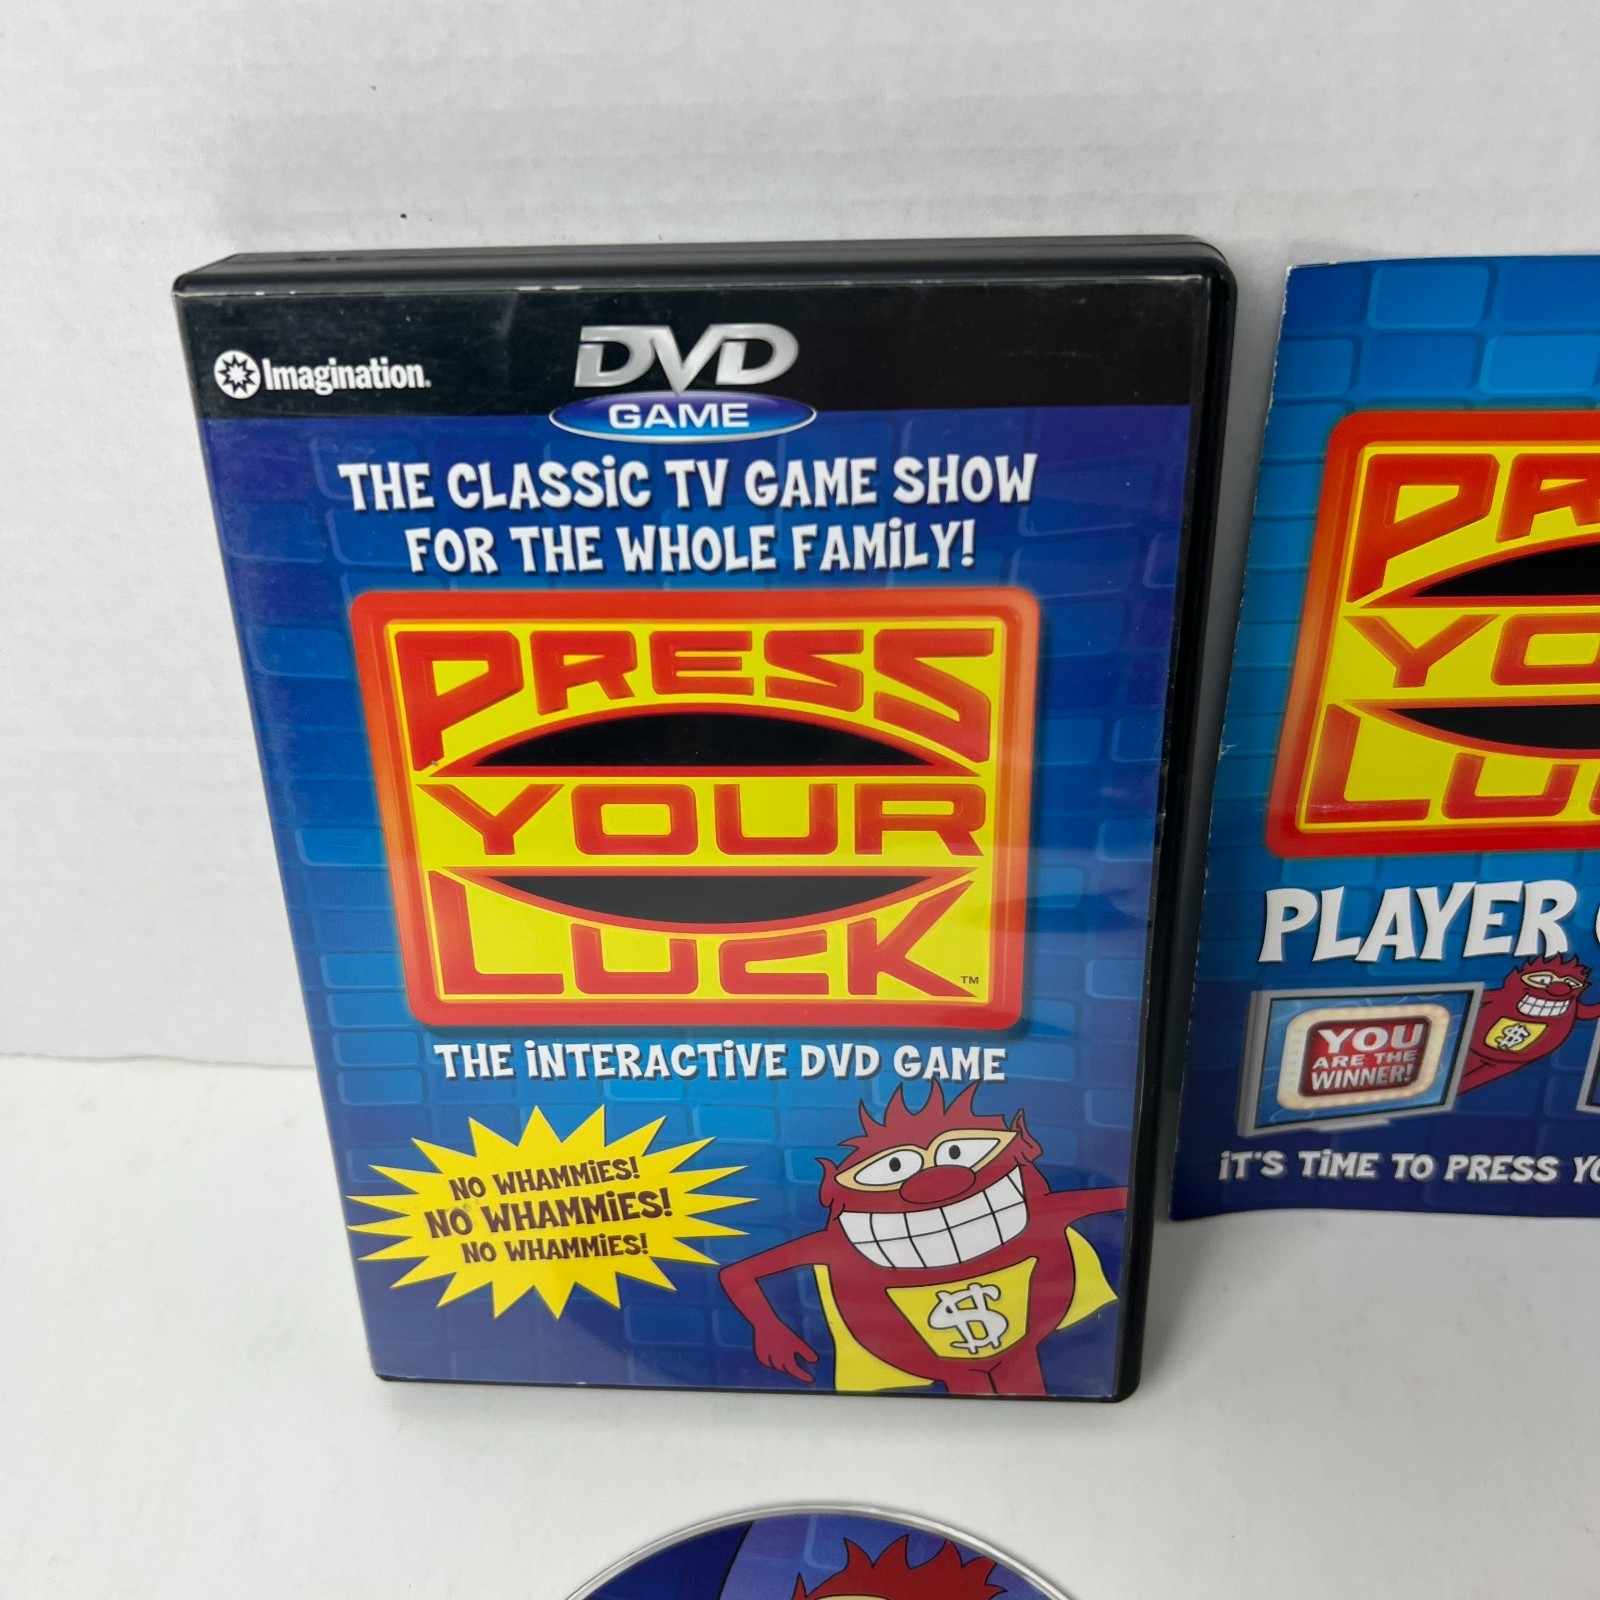 Imagination.
DVD
GAME
THE CLASSiC TV GAME SHOW
FOR THE WHOLE FAMiLY!
PRESS
YOUR
LUCK™
THE iNTERACTiVE DVD GAME
NO WHAMMiES!
NO WHAMMiES!
NO WHAMMiES!
$
YOUR
PLAYER
YOU
ARE THE
WINNER!
$
iT'S TiME TO PRESS